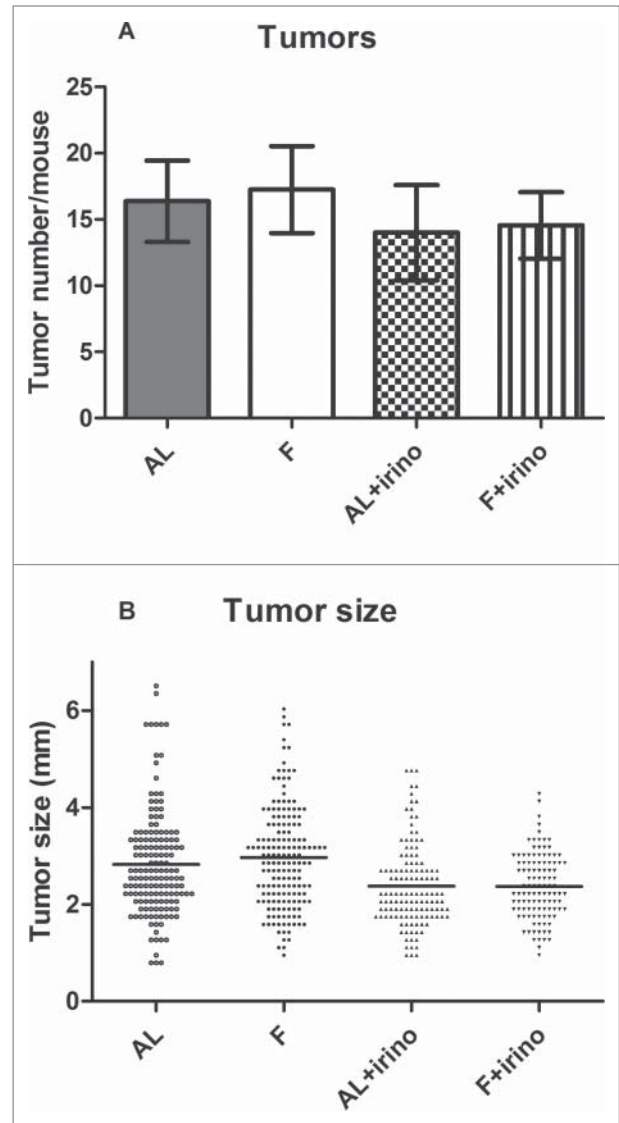 A
Tumors
Tumor number/mouse
25
20
15
10
5
0
AL
F
AL+irino
F+irino
B
Tumor size
Tumor size (mm)
6
4
2
0
AL
F
AL+irino
F+irino